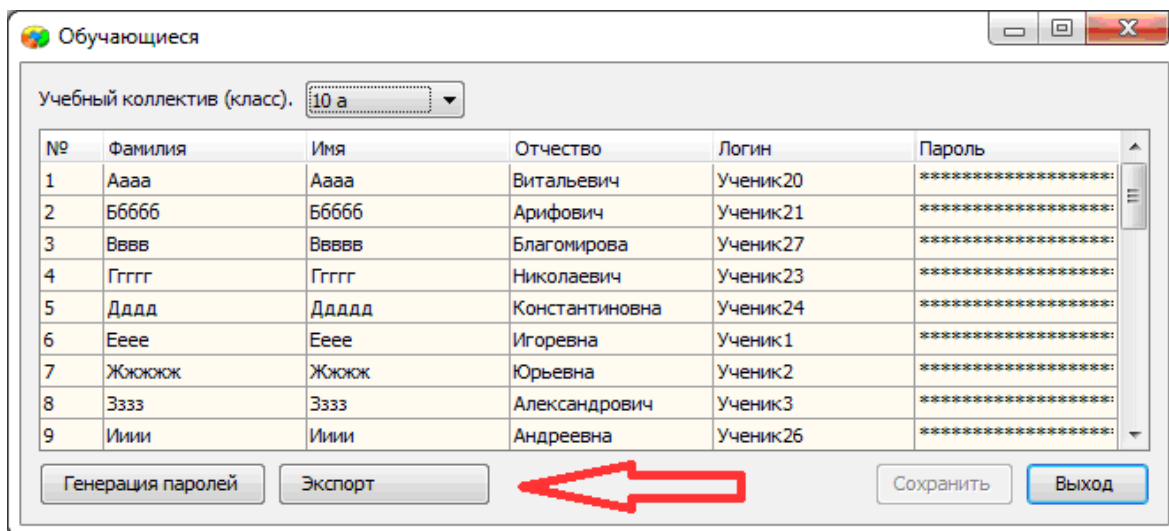 Обучающиеся
Учебный коллектив (класс). 10 а
№ Фамилия Имя Отчество Логин Пароль
1 Аааа Аааа Витальевич Ученик20 *******************
2 Ббббб Ббббб Арифович Ученик21 *******************
3 Вввв Ввввв Благомирова Ученик27 *******************
4 Ггггг Ггггг Николаевич Ученик23 *******************
5 Дддд Ддддд Константиновна Ученик24 *******************
6 Ееее Ееее Игоревна Ученик1 *******************
7 Жжжжж Жжжж Юрьевна Ученик2 *******************
8 Зззз Зззз Александрович Ученик3 *******************
9 Ииии Ииии Андреевна Ученик26 *******************
Генерация паролей Экспорт Сохранить Выход